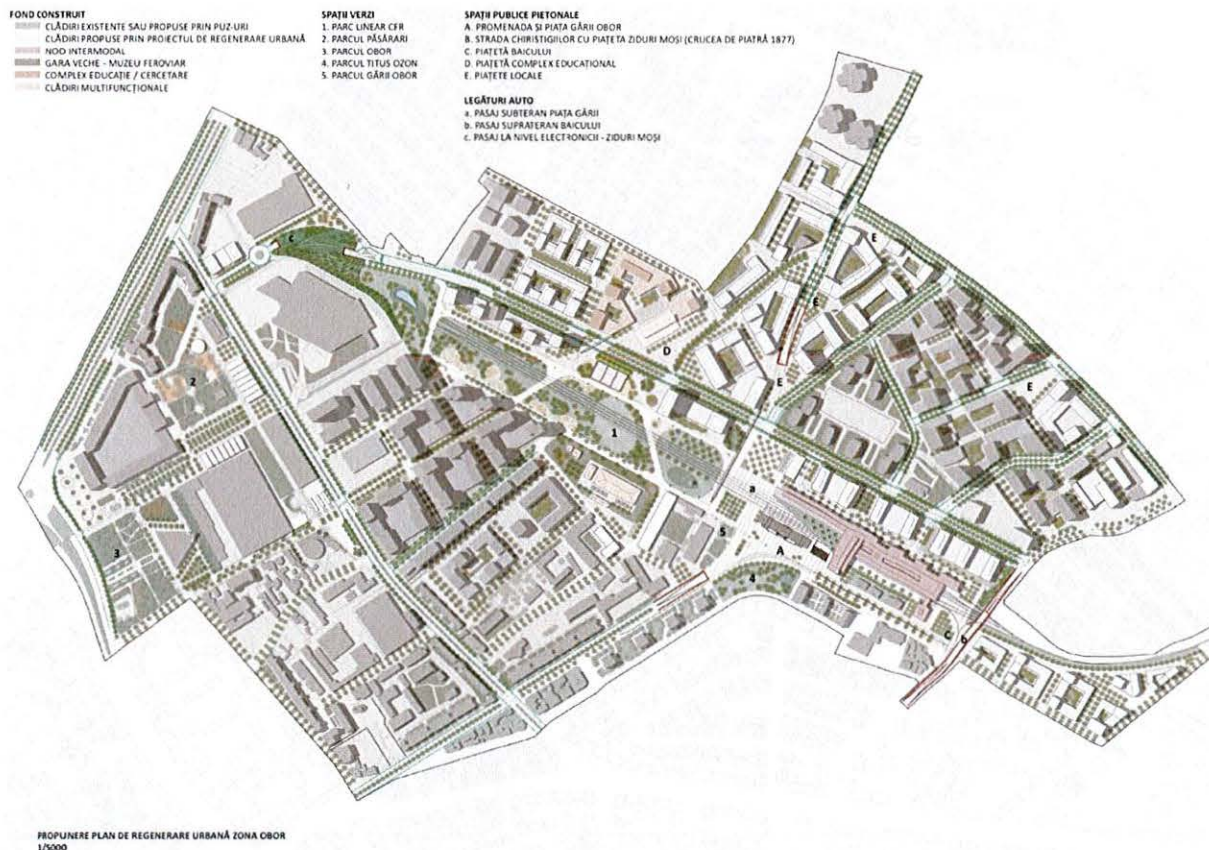 FOND CONSTRUIT
CLĂDIRI EXISTENTE SAU PROPUSE PRIN PUZ-URI
CLĂDIRI PROPUSE PRIN PROIECTUL DE REGENERARE URBANĂ
NOD INTERMODAL
GARA VECHE - MUZEU FEROVIAR
COMPLEX EDUCAȚIE / CERCETARE
CLĂDIRI MULTIFUNCȚIONALE
SPAȚII VERZI
1. PARC LINEAR CFR
2. PARCUL PĂSĂRARI
3. PARCUL OBOR
4. PARCUL TITUS OZON
5. PARCUL GĂRII OBOR
SPAȚII PUBLICE PIETONALE
A. PROMENADA ȘI PIAȚA GĂRII OBOR
B. STRADA CHIRISTIGIILOR CU PIAȚETA ZIDURI MOȘI (CRUCEA DE PIATRĂ 1877)
C. PIAȚETĂ BAICULUI
D. PIAȚETĂ COMPLEX EDUCAȚIONAL
E. PIAȚETE LOCALE
LEGĂTURI AUTO
a. PASAJ SUBTERAN PIAȚA GĂRII
b. PASAJ SUPRATERAN BAICULUI
c. PASAJ LA NIVEL ELECTRONICII - ZIDURI MOȘI
E
c
E
D
2
E
E
1
a
5
A
3
4
C
b
PROPUNERE PLAN DE REGENERARE URBANĂ ZONA OBOR
1/5000